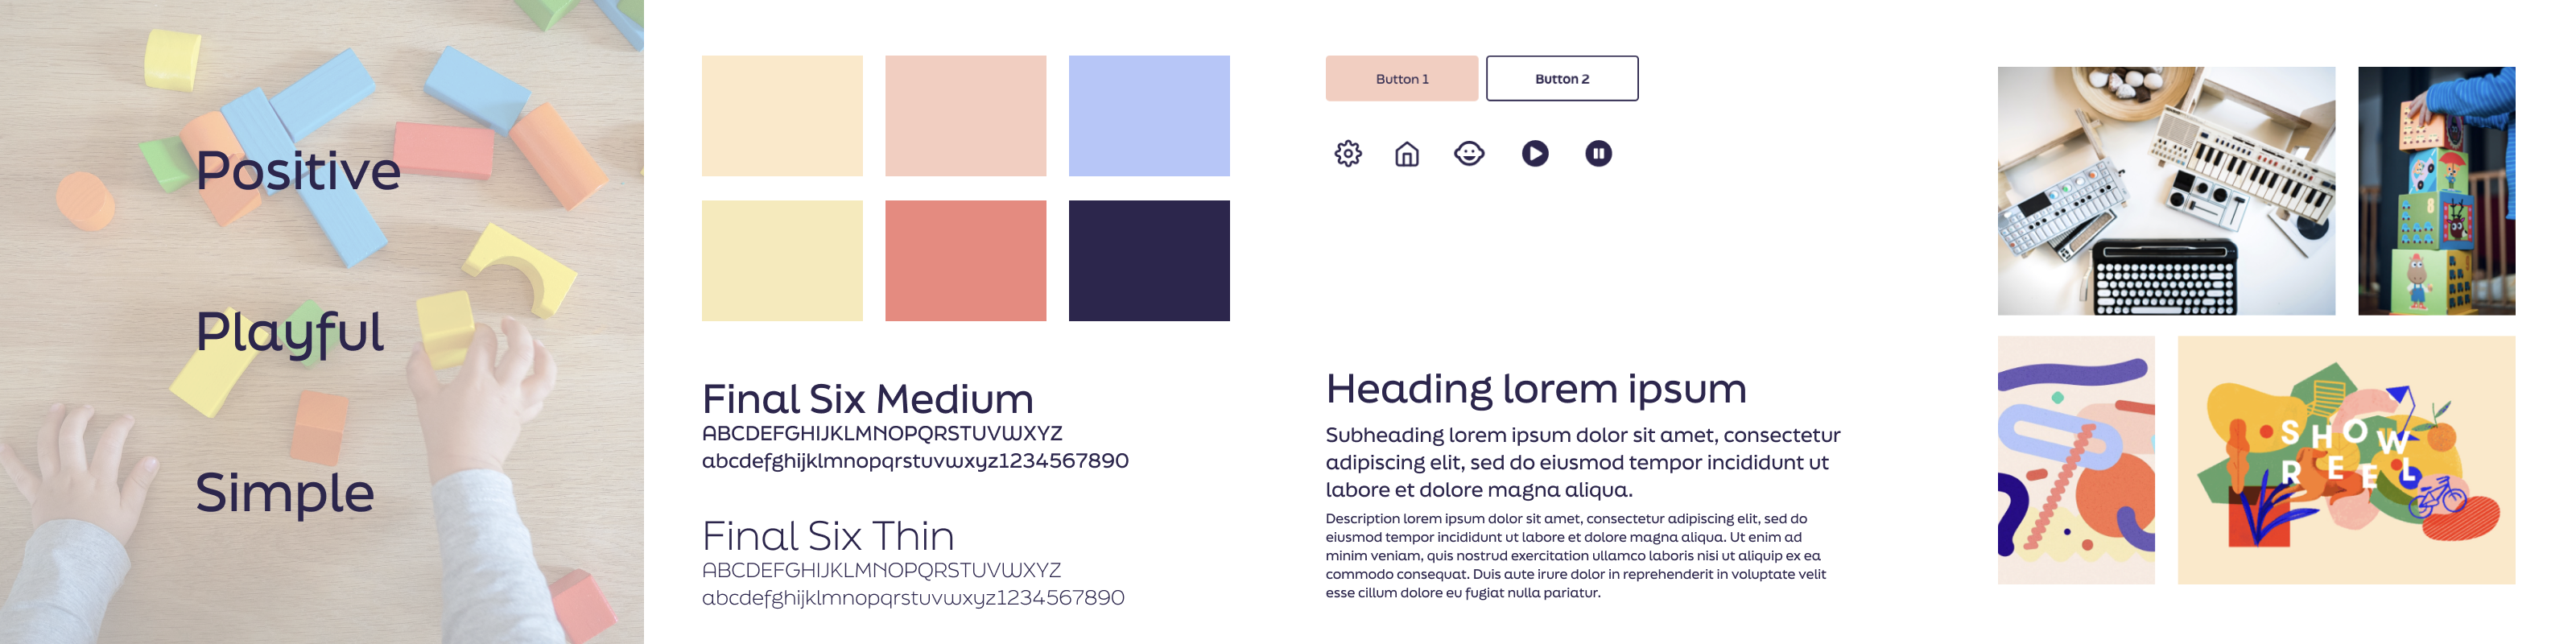 Positive
Playful
Simple
Final Six Medium
ABCDEFGHIJKLMNOPQRSTUVWXYZ
abcdefghijklmnopqrstuvwxyz1234567890
Final Six Thin
ABCDEFGHIJKLMNOPQRSTUVWXYZ
abcdefghijklmnopqrstuvwxyz1234567890
Button 1
Button 2
Heading lorem ipsum
Subheading lorem ipsum dolor sit amet, consectetur
adipiscing elit, sed do eiusmod tempor incididunt ut
labore et dolore magna aliqua.
Description lorem ipsum dolor sit amet, consectetur adipiscing elit, sed do
eiusmod tempor incididunt ut labore et dolore magna aliqua. Ut enim ad
minim veniam, quis nostrud exercitation ullamco laboris nisi ut aliquip ex ea
commodo consequat. Duis aute irure dolor in reprehenderit in voluptate velit
esse cillum dolore eu fugiat nulla pariatur.
8
SHOW
REEL